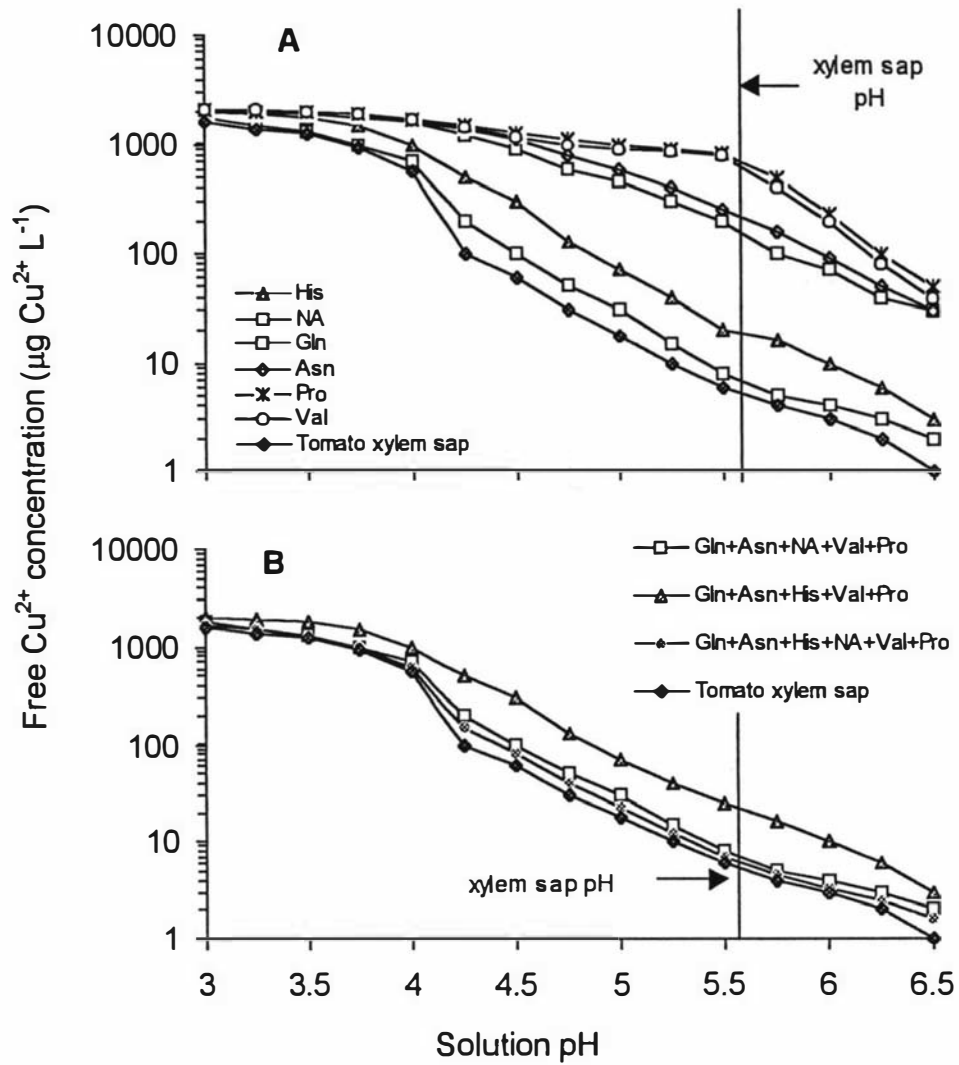 Free Cu2+ concentration (µg Cu2+ L-1)
A
10000
1000
100
10
1
xylem sap
pH
His
NA
Gln
Asn
Pro
Val
Tomato xylem sap
B
10000
1000
100
10
1
Gln+Asn+NA+Val+Pro
Gln+Asn+His+Val+Pro
Gln+Asn+His+NA+Val+Pro
Tomato xylem sap
xylem sap pH
3 3.5 4 4.5 5 5.5 6 6.5
Solution pH